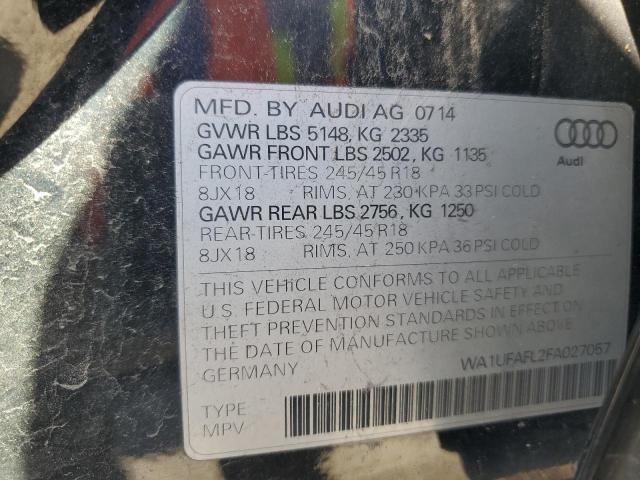 MFD. BY AUDI AG 0714
GVWR LBS 5148, KG 2335
GAWR FRONT LBS 2502, KG 1135
FRONT-TIRES 245/45 R18
8JX18 RIMS, AT 230 KPA 33 PSI COLD
GAWR REAR LBS 2756, KG 1250
REAR-TIRES 245/45 R18
8JX18 RIMS, AT 250 KPA 36 PSI COLD
Audi
THIS VEHICLE CONFORMS TO ALL APPLICABLE
U.S. FEDERAL MOTOR VEHICLE SAFETY AND
THEFT PREVENTION STANDARDS IN EFFECT ON
THE DATE OF MANUFACTURE SHOWN ABOVE.
GERMANY
WA1UFAFL2FA027057
TYPE
MPV